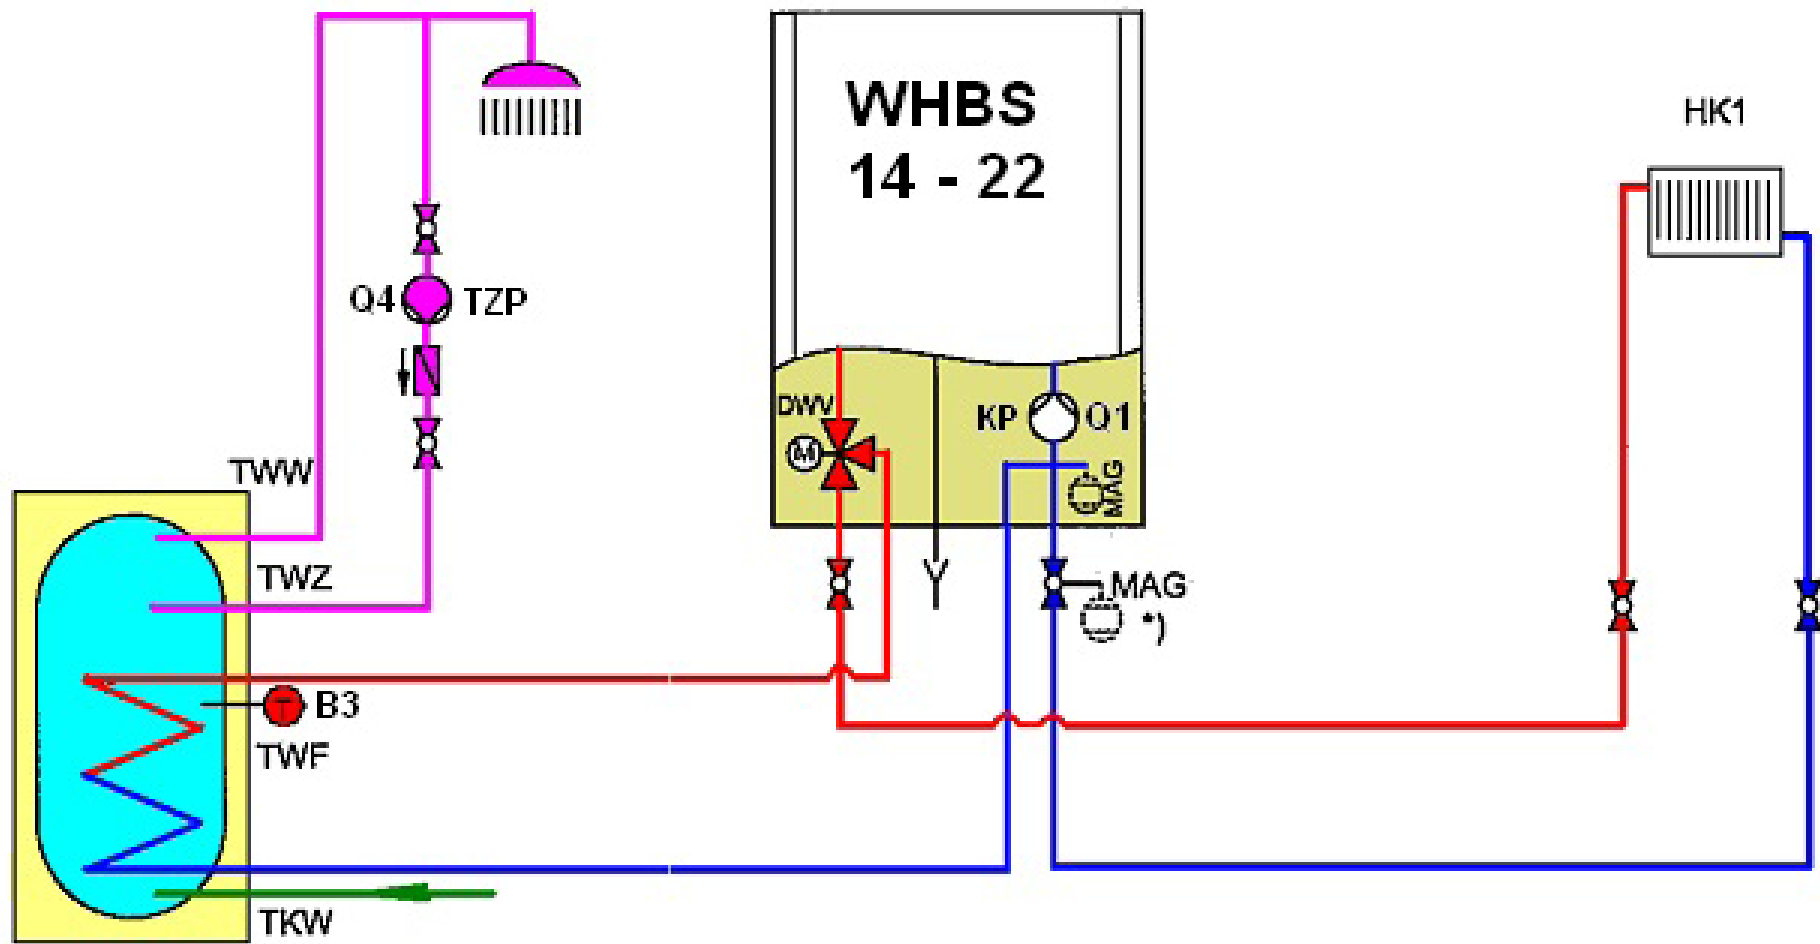 WHBS
14 - 22
HK1
Q4
TZP
DWV
M
KP
Q1
MAG
TWW
TWZ
MAG
*)
T
B3
TWF
TKW